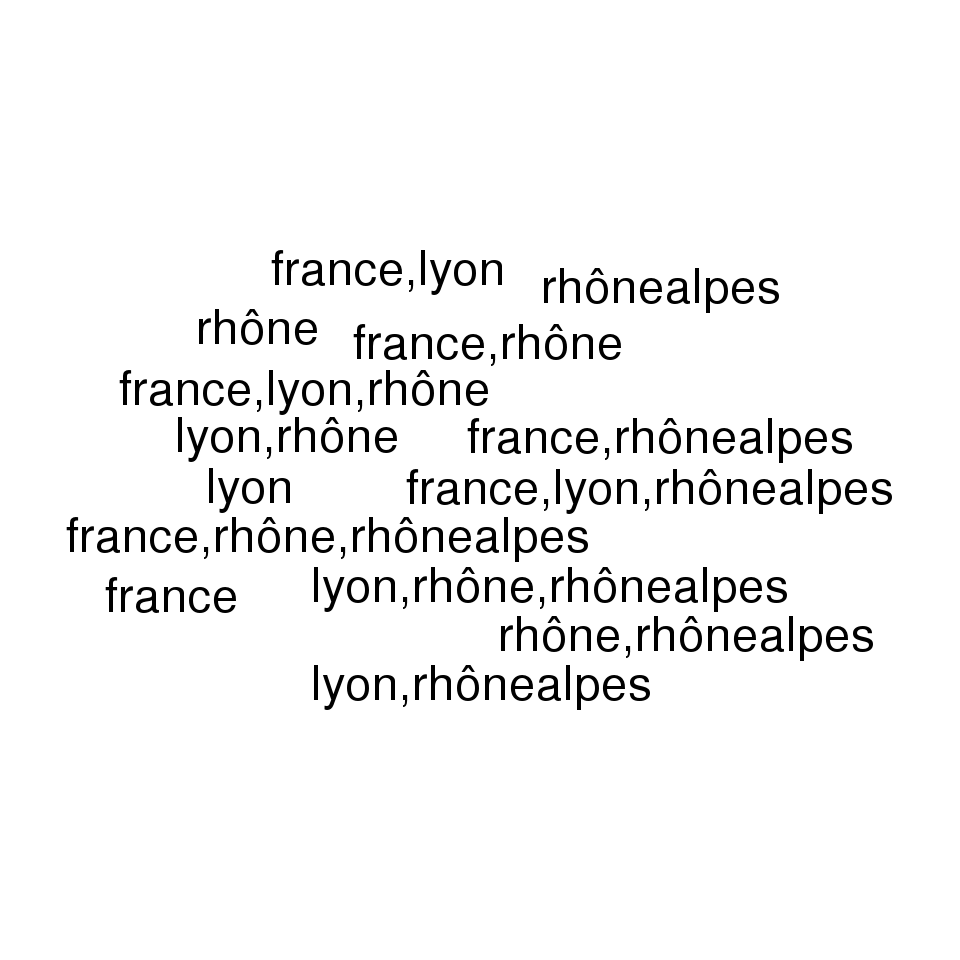 france,lyon
rhônealpes
rhône
france,rhône
france,lyon,rhône
lyon,rhône
france,rhônealpes
lyon
france,lyon,rhônealpes
france,rhône,rhônealpes
france
lyon,rhône,rhônealpes
rhône,rhônealpes
lyon,rhônealpes